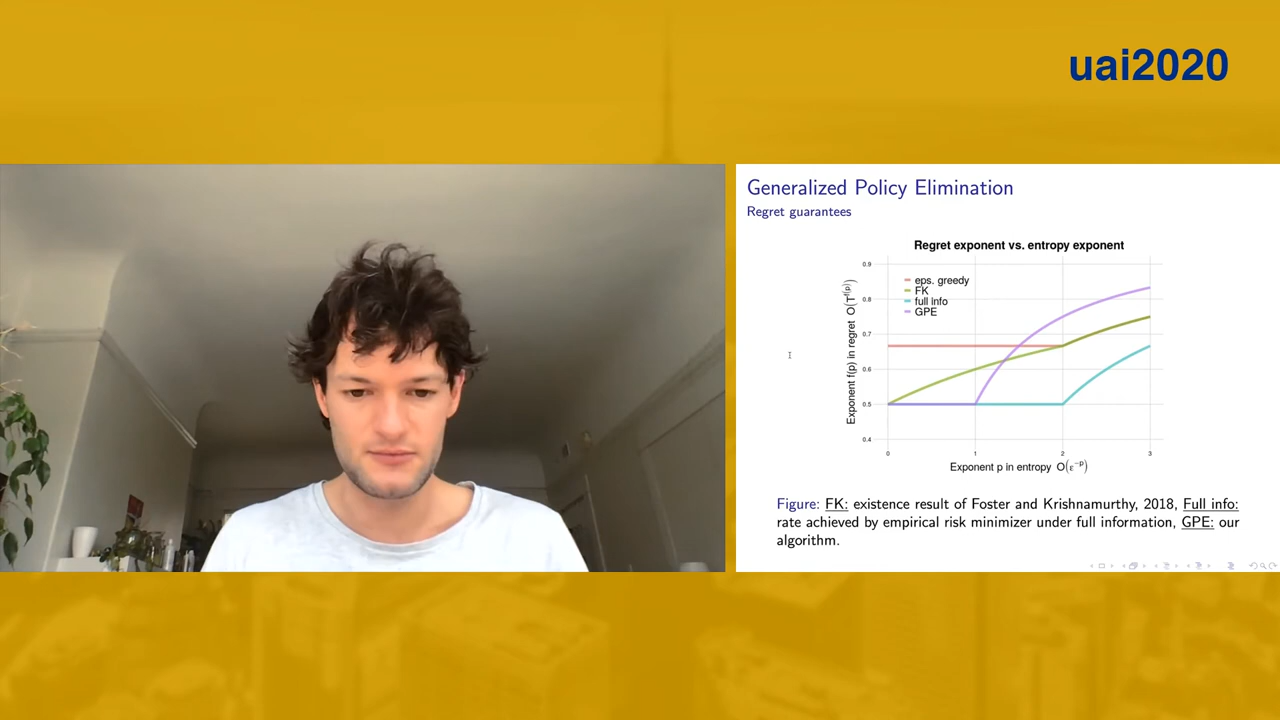 uai2020
Generalized Policy Elimination
Regret guarantees
Regret exponent vs. entropy exponent
Exponent f(p) in regret O(T^f(p))
0.9
0.8
0.7
0.6
0.5
0.4
eps. greedy
FK
full info
GPE
0
1
2
3
Exponent p in entropy O(ε^-p)
Figure: FK: existence result of Foster and Krishnamurthy, 2018, Full info:
rate achieved by empirical risk minimizer under full information, GPE: our
algorithm.